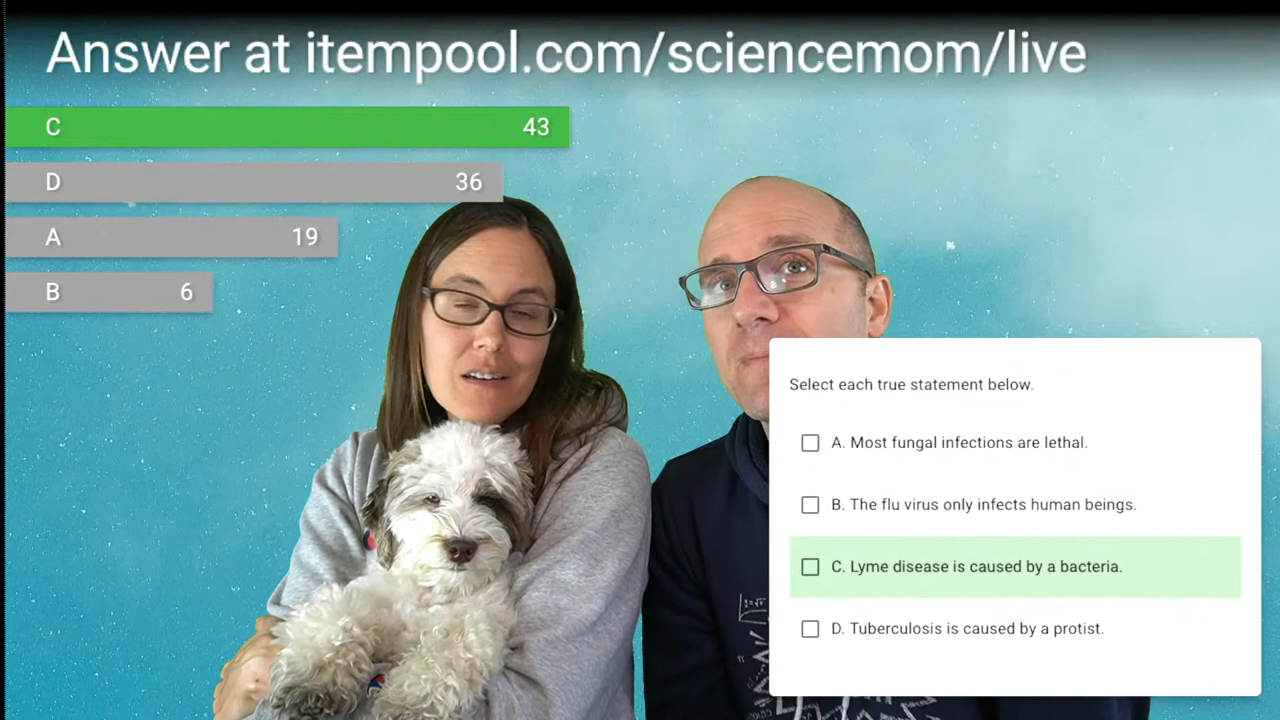 Answer at itempool.com/sciencemom/live
C 43
D 36
A 19
B 6
Select each true statement below.
A. Most fungal infections are lethal.
B. The flu virus only infects human beings.
C. Lyme disease is caused by a bacteria.
D. Tuberculosis is caused by a protist.